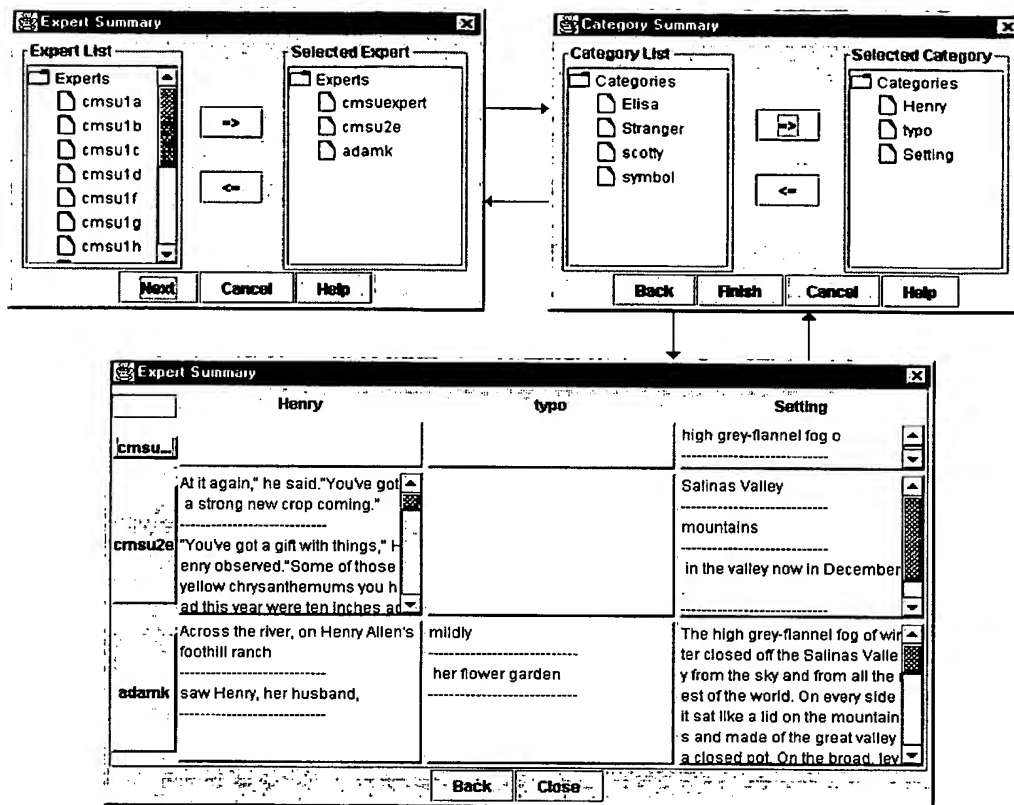 Expert Summary
Expert List
Experts
cmsu1a
cmsu1b
cmsu1c
cmsu1d
cmsu1f
cmsu1g
cmsu1h
=>
<=
Selected Expert
Experts
cmsuexpert
cmsu2e
adamk
Next Cancel Help
Category Summary
Category List
Categories
Elisa
Stranger
scotty
symbol
=>
<=
Selected Category
Categories
Henry
typo
Setting
Back Finish Cancel Help
Expert Summary
Henry typo Setting
cmsu...
high grey-flannel fog o
--------------------------
cmsu2e
At it again," he said."You've got
a strong new crop coming."
--------------------------
"You've got a gift with things," H
enry observed."Some of those
yellow chrysanthemums you h
ad this year were ten inches ac
Salinas Valley
--------------------------
mountains
--------------------------
in the valley now in December
.
--------------------------
adamk
Across the river, on Henry Allen's
foothill ranch
--------------------------
saw Henry, her husband,
--------------------------
mildly
--------------------------
her flower garden
--------------------------
The high grey-flannel fog of win
ter closed off the Salinas Valle
y from the sky and from all the r
est of the world. On every side
it sat like a lid on the mountain
s and made of the great valley
a closed pot. On the broad, lev
Back Close